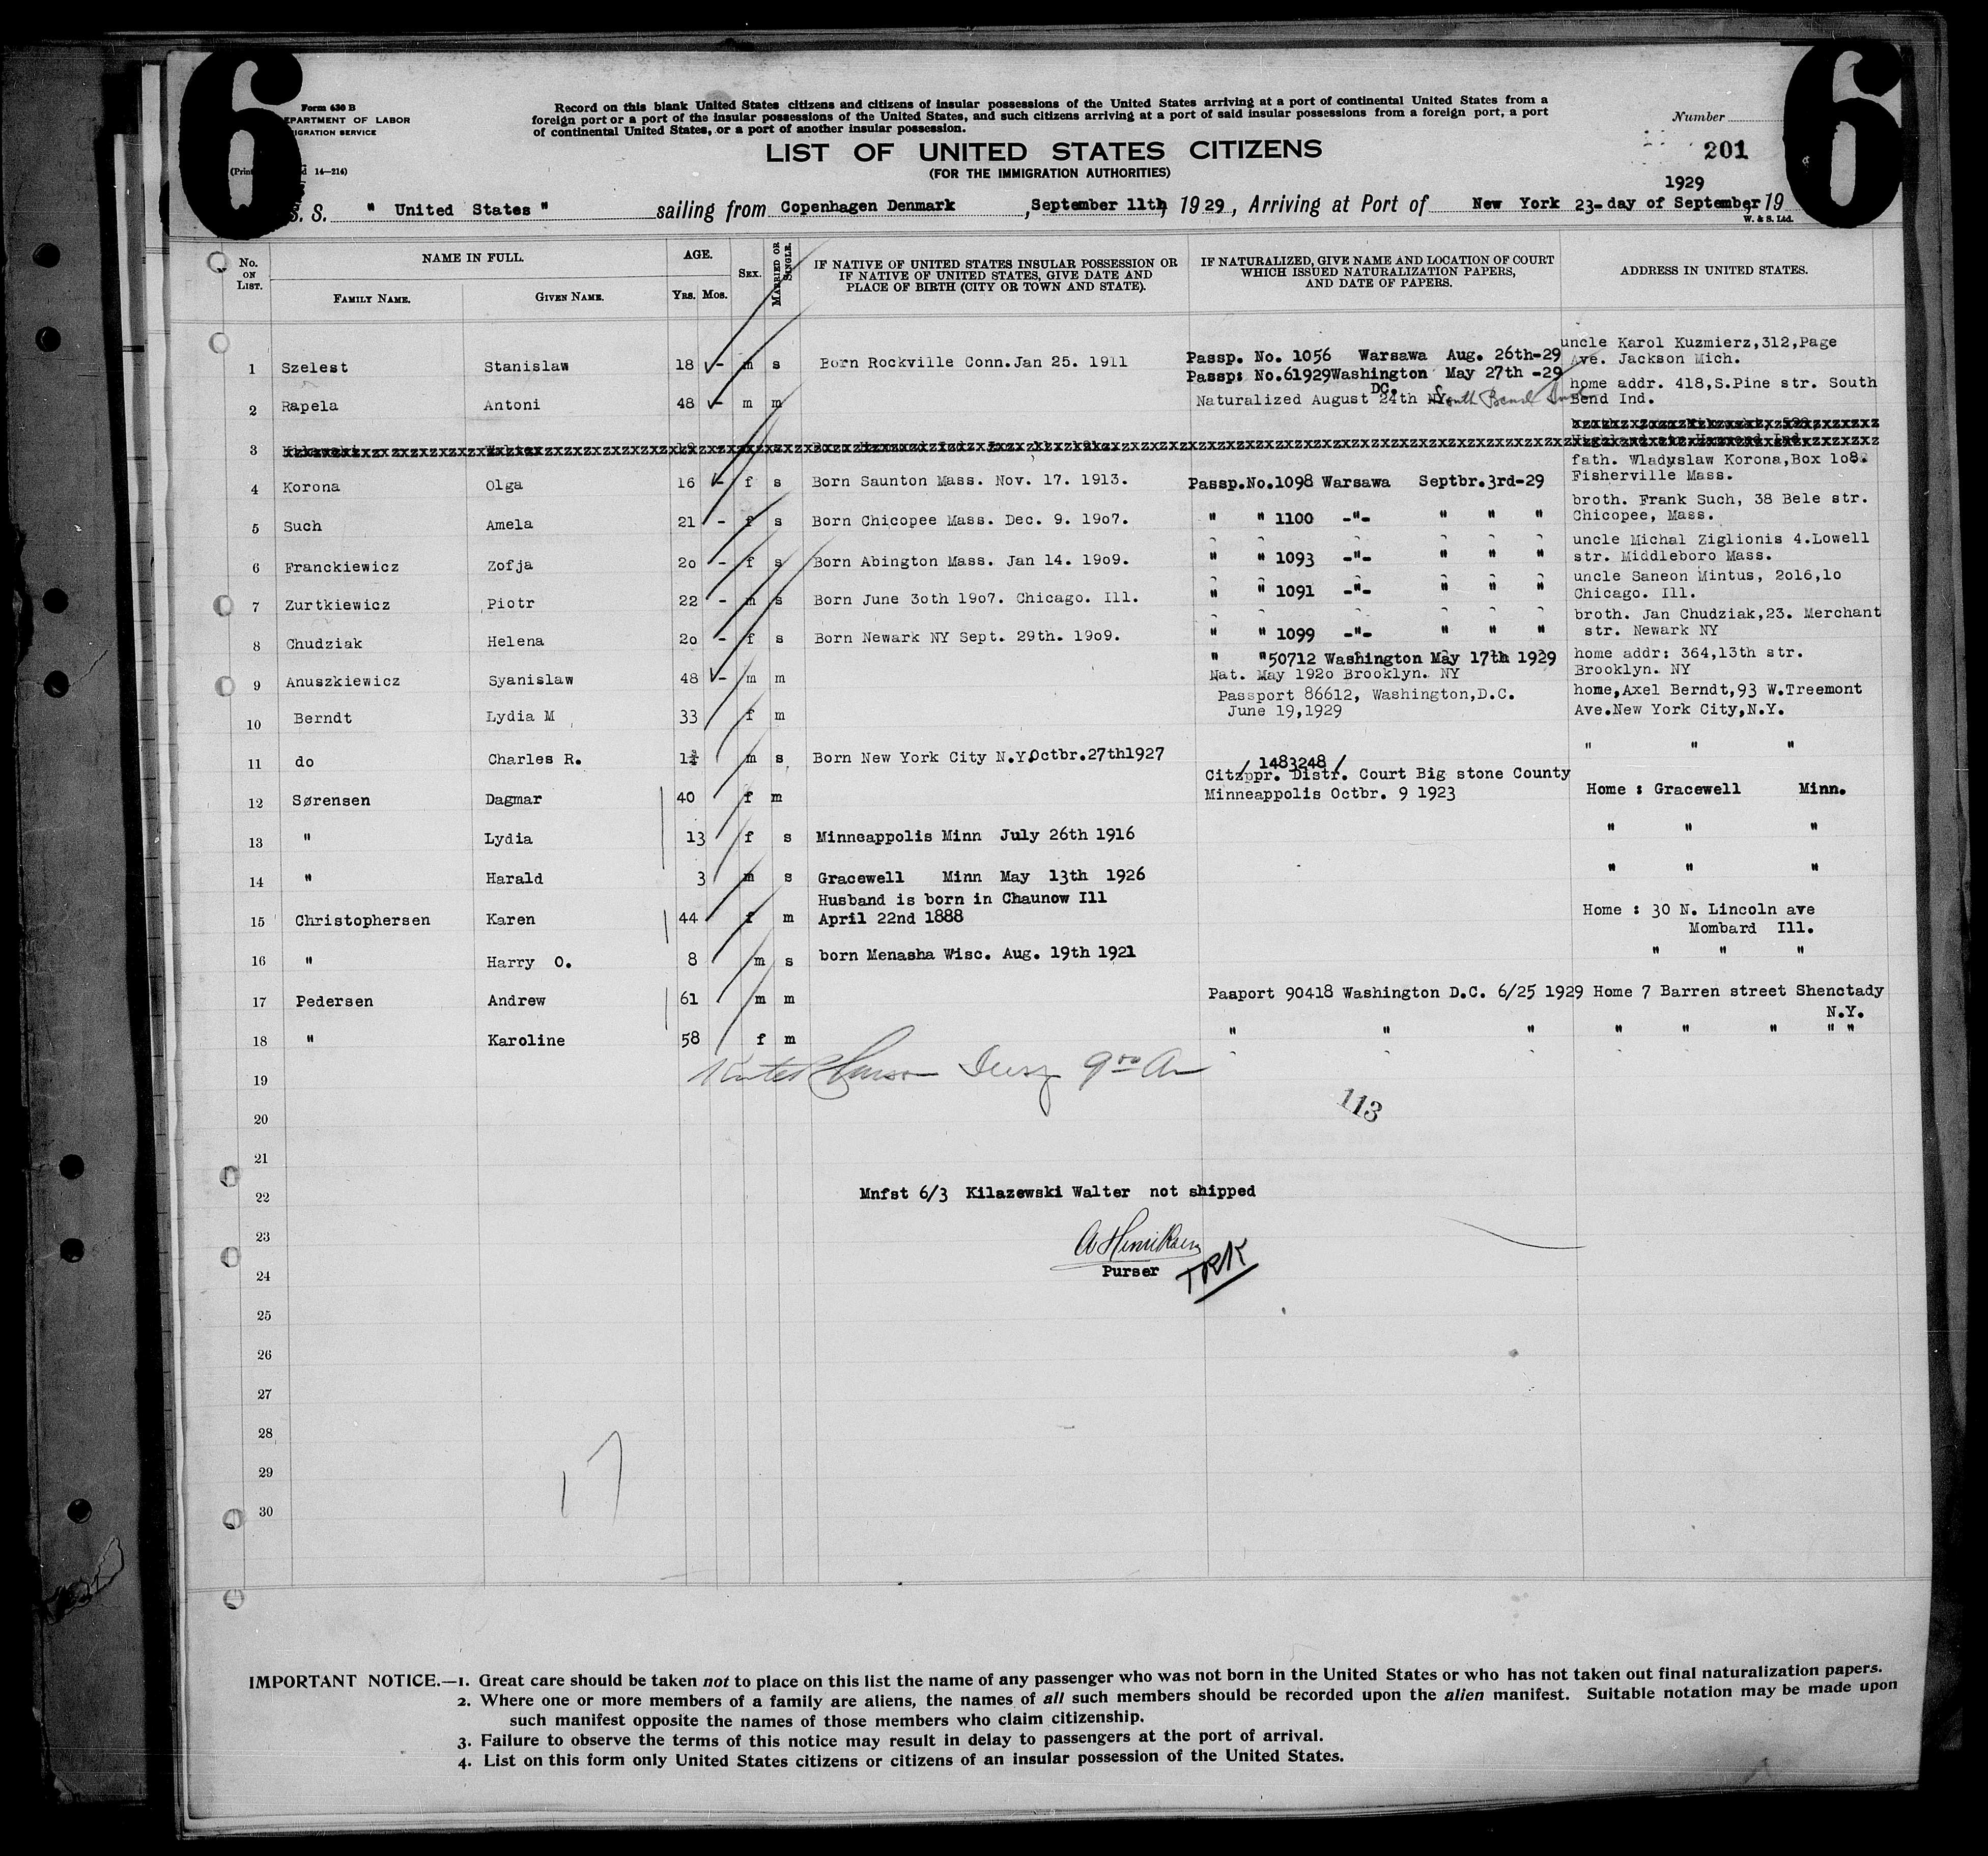 6
6
Form 630 B
DEPARTMENT OF LABOR
IMMIGRATION SERVICE
14—214)
Record on this blank United States citizens and citizens of insular possessions of the United States arriving at a port of continental United States from a
foreign port or a port of the insular possessions of the United States, and such citizens arriving at a port of said insular possessions from a foreign port, a port
of continental United States, or a port of another insular possession.
Number
201
LIST OF UNITED STATES CITIZENS
(FOR THE IMMIGRATION AUTHORITIES)
1929
S. S. " United States " sailing from Copenhagen Denmark , September 11th, 1929, Arriving at Port of New York 23-day of September, 19
W. & S. Ltd.
No. ON LIST.
NAME IN FULL.
FAMILY NAME. GIVEN NAME.
AGE.
YRS. MOS.
SEX.
MARRIED OR SINGLE.
IF NATIVE OF UNITED STATES INSULAR POSSESSION OR
IF NATIVE OF UNITED STATES, GIVE DATE AND
PLACE OF BIRTH (CITY OR TOWN AND STATE).
IF NATURALIZED, GIVE NAME AND LOCATION OF COURT
WHICH ISSUED NATURALIZATION PAPERS,
AND DATE OF PAPERS.
ADDRESS IN UNITED STATES.
uncle Karol Kuzmierz,312,Page
1 Szelest Stanislaw 18 - m s Born Rockville Conn.Jan 25. 1911 Passp. No. 1056 Warsawa Aug. 26th-29 Ave. Jackson Mich.
Passp: No.61929Washington May 27th -29
DC. home addr. 418,S.Pine str. South
2 Rapela Antoni 48 - m m Naturalized August 24th NY South Bend Ind Bend Ind.
3
fath. Wladyslaw Korona,Box 108.
4 Korona Olga 16 - f s Born Saunton Mass. Nov. 17. 1913. Passp.No.1098 Warsawa Septbr.3rd-29 Fisherville Mass.
broth. Frank Such, 38 Bele str.
5 Such Amela 21 - f s Born Chicopee Mass. Dec. 9. 1907. " " 1100 -"- " " " Chicopee, Mass.
uncle Michal Ziglionis 4.Lowell
6 Franckiewicz Zofja 20 - f s Born Abington Mass. Jan 14. 1909. " " 1093 -"- " " " str. Middleboro Mass.
uncle Saneon Mintus, 2016,10
7 Zurtkiewicz Piotr 22 - m s Born June 30th 1907. Chicago. Ill. " " 1091 -"- " " " Chicago. Ill.
broth. Jan Chudziak,23. Merchant
8 Chudziak Helena 20 - f s Born Newark NY Sept. 29th. 1909. " " 1099 -"- " " " str. Newark NY
" "50712 Washington May 17th 1929 home addr: 364,13th str.
9 Anuszkiewicz Syanislaw 48 - m m Nat. May 1920 Brooklyn. NY Brooklyn. NY
Passport 86612, Washington,D.C. home,Axel Berndt,93 W.Treemont
10 Berndt Lydia M 33 f m June 19,1929 Ave.New York City,N.Y.
11 do Charles R. 1¾ m s Born New York City N.Y.Octbr.27th1927 " " "
/ 1483248 /
Citzppr. Distr. Court Big stone County
12 Sørensen Dagmar 40 f m Minneappolis Octbr. 9 1923 Home : Gracewell Minn.
13 " Lydia 13 f s Minneappolis Minn July 26th 1916 " " "
14 " Harald 3 m s Gracewell Minn May 13th 1926 " " "
Husband is born in Chaunow Ill
15 Christophersen Karen 44 f m April 22nd 1888 Home : 30 N. Lincoln ave
Mombard Ill.
16 " Harry O. 8 m s born Menasha Wisc. Aug. 19th 1921 " " "
17 Pedersen Andrew 61 m m Pasport 90418 Washington D.C. 6/25 1929 Home 7 Barren street Shenctady
N.Y.
18 " Karoline 58 f m " " " " " " " "
19
20
113
21
22 Mnfst 6/3 Kilazewski Walter not shipped
23 A Henriksen
24 Purser TRK
25
26
27
28
29
30
17
IMPORTANT NOTICE.—1. Great care should be taken not to place on this list the name of any passenger who was not born in the United States or who has not taken out final naturalization papers.
2. Where one or more members of a family are aliens, the names of all such members should be recorded upon the alien manifest. Suitable notation may be made upon
such manifest opposite the names of those members who claim citizenship.
3. Failure to observe the terms of this notice may result in delay to passengers at the port of arrival.
4. List on this form only United States citizens or citizens of an insular possession of the United States.